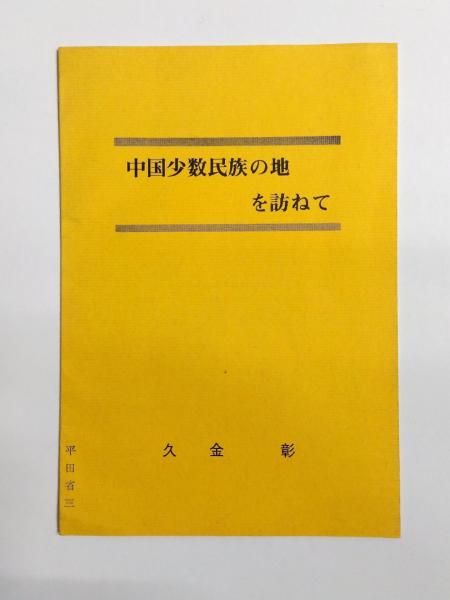 中国少数民族の地
を訪ねて
久金 彰
平田省三